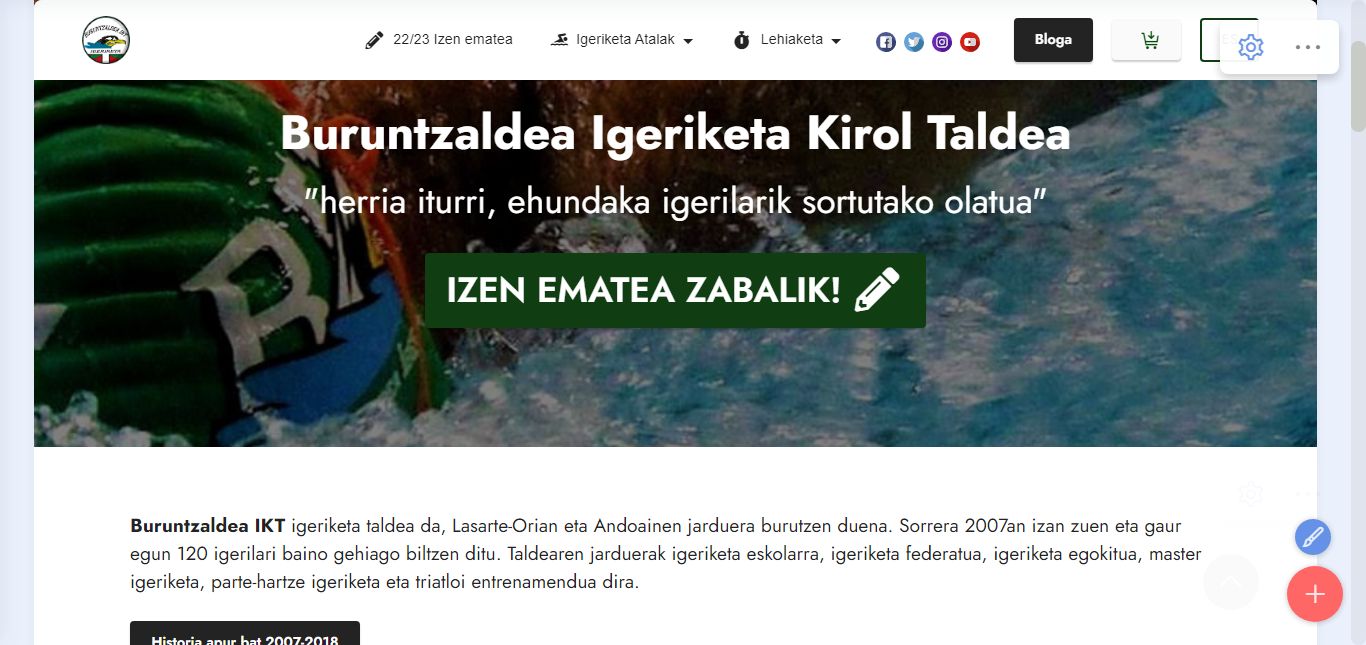 22/23 Izen ematea
Igeriketa Atalak
Lehiaketa
Bloga
Buruntzaldea Igeriketa Kirol Taldea
"herria iturri, ehundaka igerilarik sortutako olatua"
IZEN EMATEA ZABALIK!
Buruntzaldea IKT igeriketa taldea da, Lasarte-Orian eta Andoainen jarduera burutzen duena. Sorrera 2007an izan zuen eta gaur
egun 120 igerilari baino gehiago biltzen ditu. Taldearen jarduerak igeriketa eskolarra, igeriketa federatua, igeriketa egokitua, master
igeriketa, parte-hartze igeriketa eta triatloi entrenamendua dira.
Historia apur bat 2007-2018